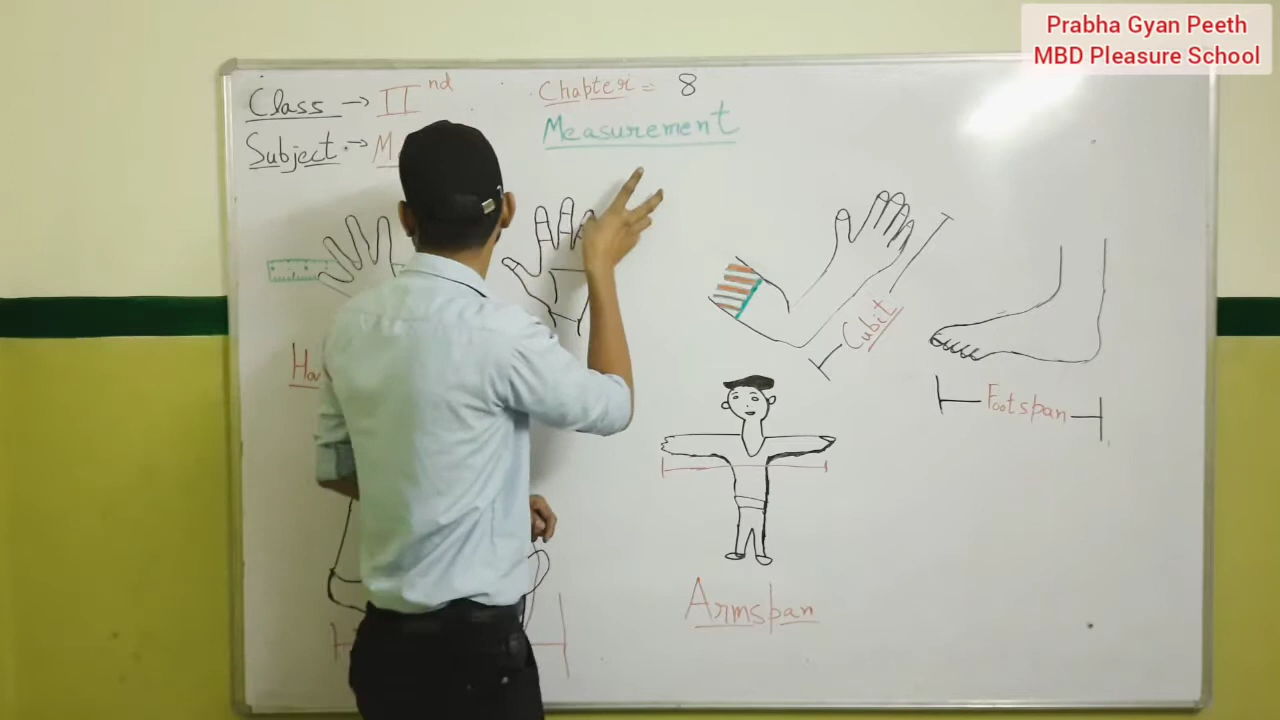 Prabha Gyan Peeth
MBD Pleasure School
Class → II nd
Chapter = 8
Subject → M
Measurement
Cubit
Footspan
Armspan